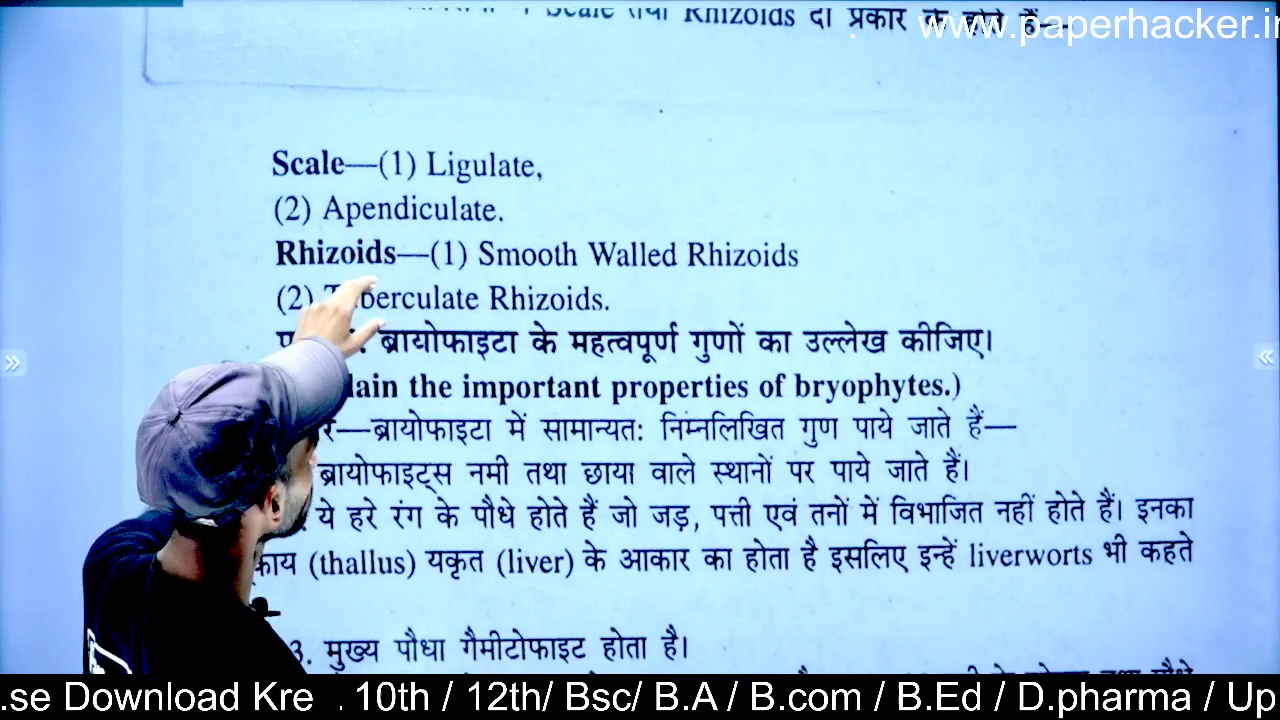 Scale तथा Rhizoids दो प्रकार के होते हैं—
www.paperhacker.in
Scale—(1) Ligulate,
(2) Apendiculate.
Rhizoids—(1) Smooth Walled Rhizoids
(2) Tuberculate Rhizoids.
ब्रायोफाइटा के महत्वपूर्ण गुणों का उल्लेख कीजिए।
lain the important properties of bryophytes.)
र—ब्रायोफाइटा में सामान्यत: निम्नलिखित गुण पाये जाते हैं—
ब्रायोफाइट्स नमी तथा छाया वाले स्थानों पर पाये जाते हैं।
ये हरे रंग के पौधे होते हैं जो जड़, पत्ती एवं तनों में विभाजित नहीं होते हैं। इनका
काय (thallus) यकृत (liver) के आकार का होता है इसलिए इन्हें liverworts भी कहते
3. मुख्य पौधा गैमीटोफाइट होता है।
.se Download Kre . 10th / 12th/ Bsc/ B.A / B.com / B.Ed / D.pharma / Up